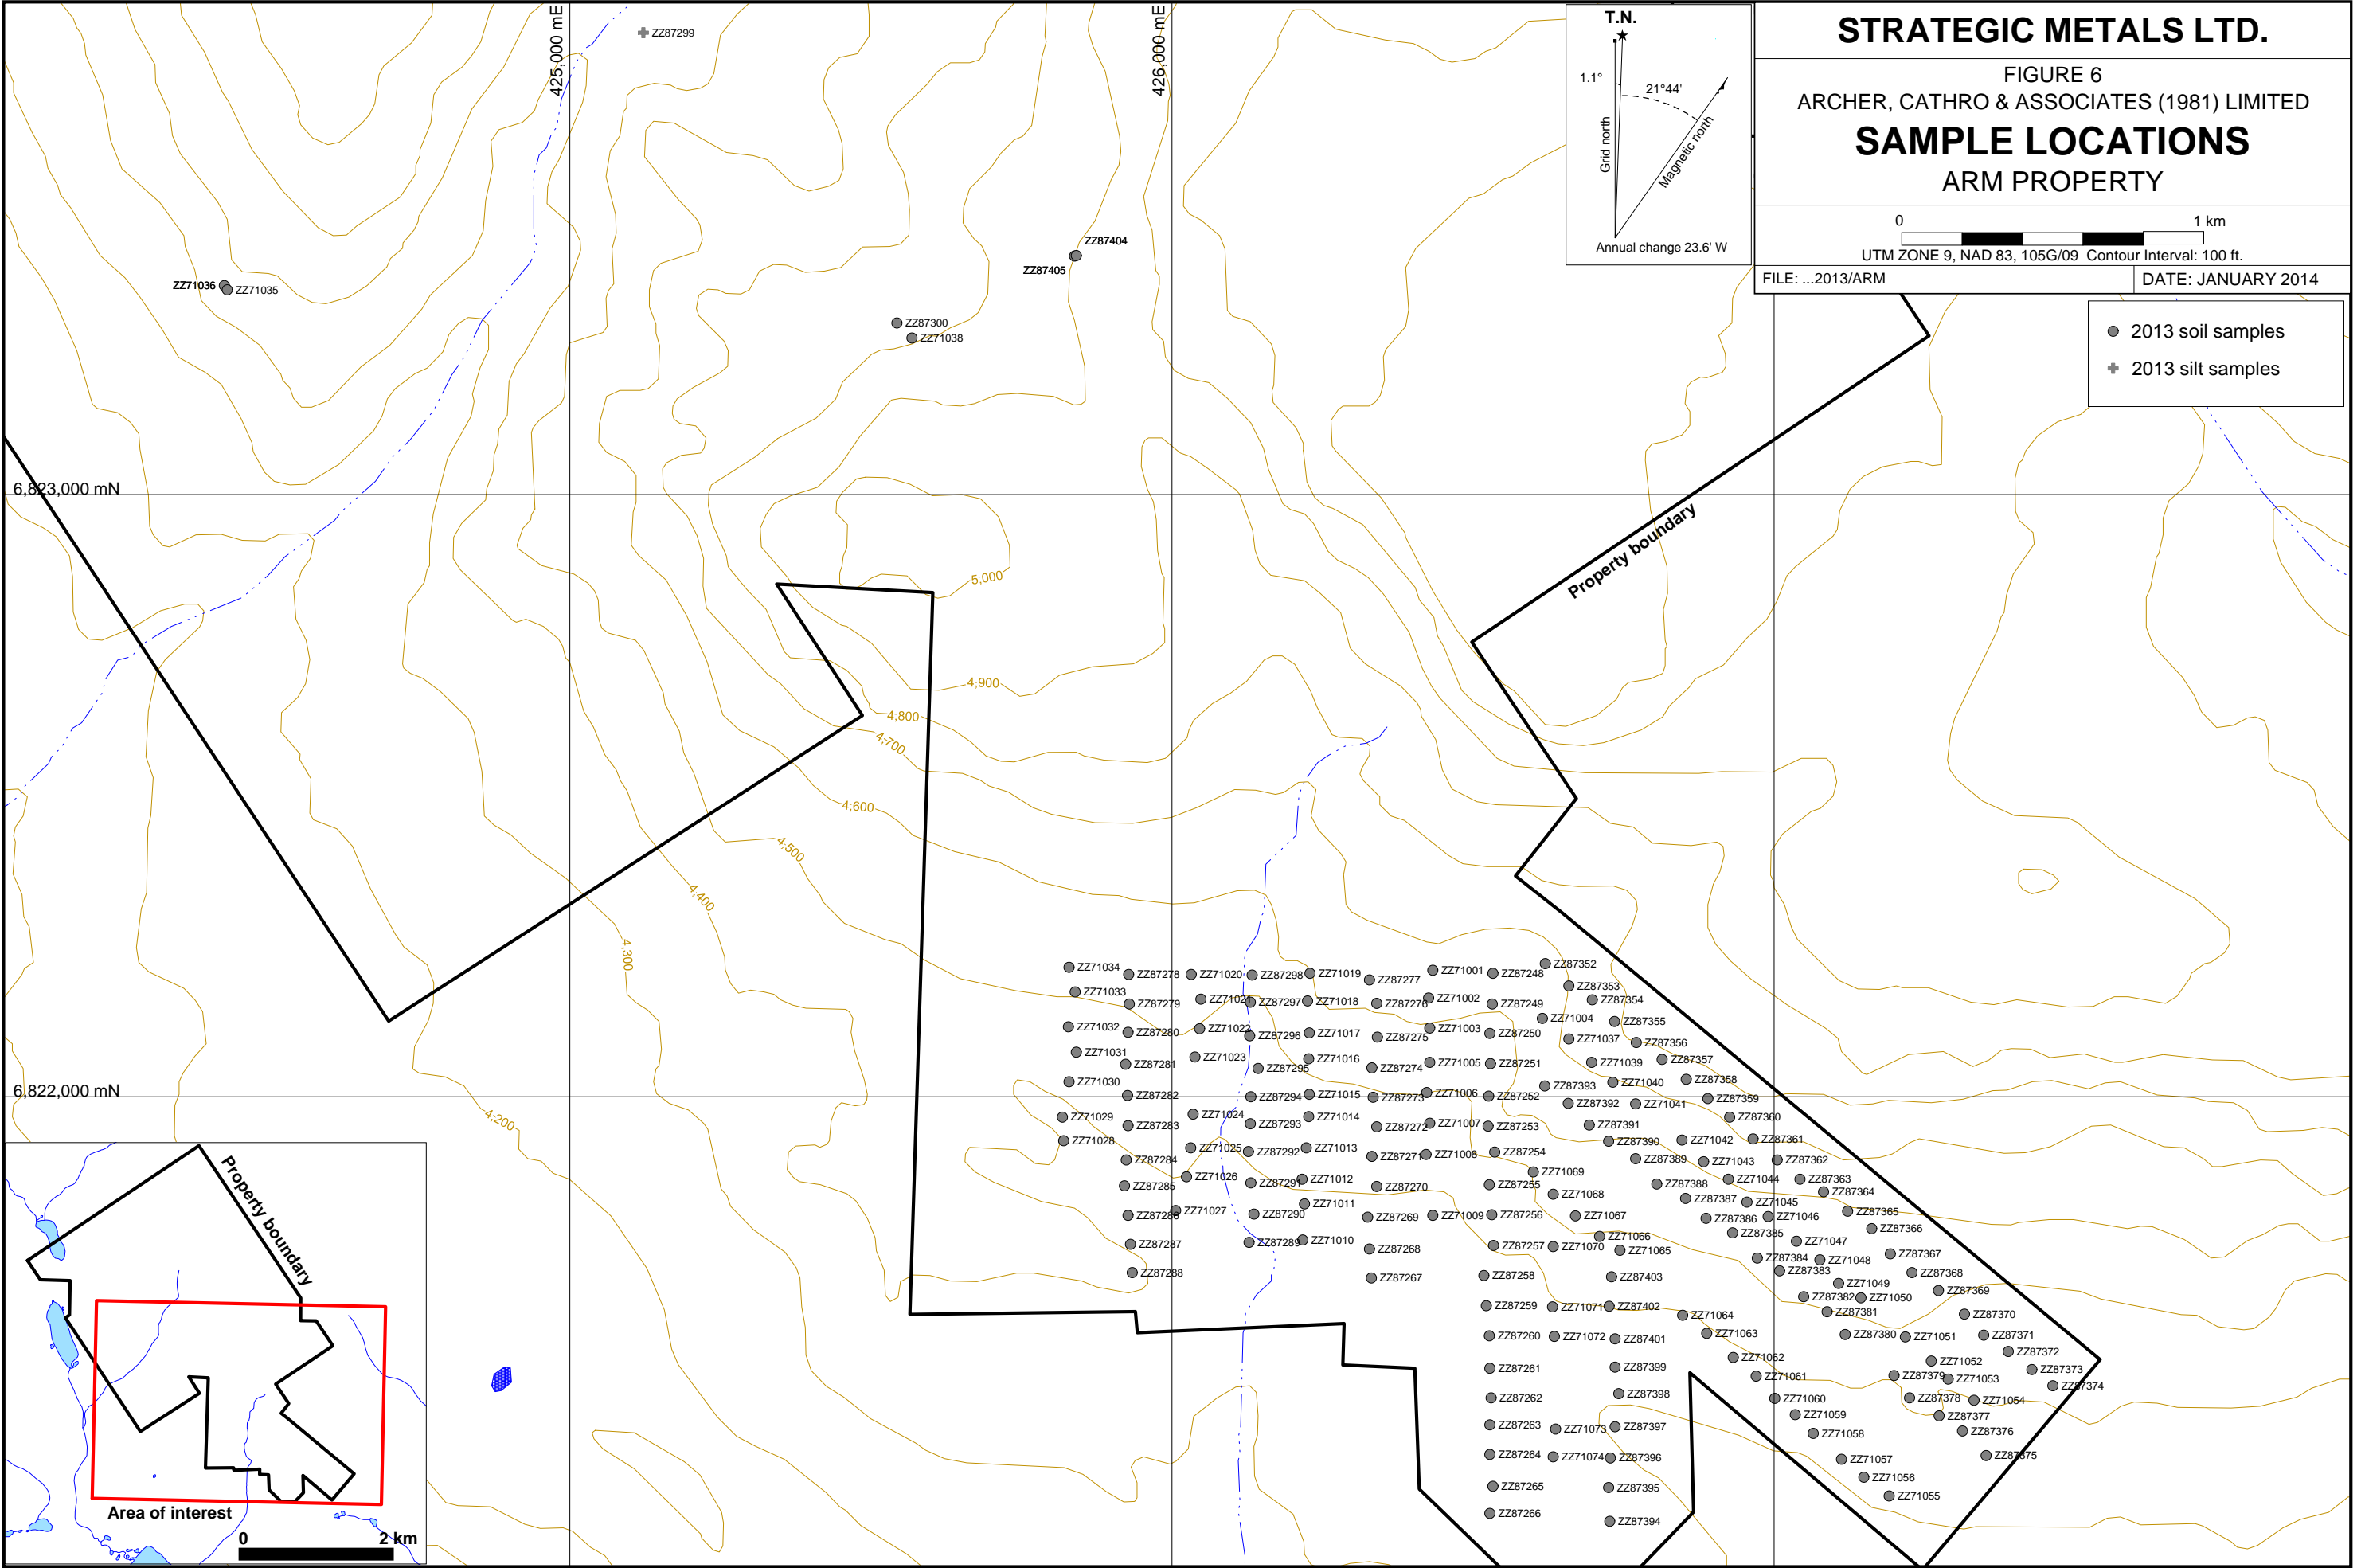 STRATEGIC METALS LTD.
FIGURE 6
ARCHER, CATHRO & ASSOCIATES (1981) LIMITED
SAMPLE LOCATIONS
ARM PROPERTY
0 1 km
UTM ZONE 9, NAD 83, 105G/09 Contour Interval: 100 ft.
FILE: ...2013/ARM DATE: JANUARY 2014
2013 soil samples
2013 silt samples
T.N.
1.1°
21°44'
Grid north
Magnetic north
Annual change 23.6' W
425,000 mE
426,000 mE
ZZ87299
ZZ87404
ZZ87405
ZZ71036 ZZ71035
ZZ87300
ZZ71038
6,823,000 mN
Property boundary
5,000
4,900
4,800
4,700
4,600
4,500
4,400
4,300
4,200
6,822,000 mN
ZZ71034
ZZ71033
ZZ71032
ZZ71031
ZZ71030
ZZ71029
ZZ71028
ZZ87278
ZZ87279
ZZ87280
ZZ87281
ZZ87282
ZZ87283
ZZ87284
ZZ87285
ZZ87286
ZZ87287
ZZ87288
ZZ71020
ZZ71021
ZZ71022
ZZ71023
ZZ71024
ZZ71025
ZZ71026
ZZ71027
ZZ87298
ZZ87297
ZZ87296
ZZ87295
ZZ87294
ZZ87293
ZZ87292
ZZ87291
ZZ87290
ZZ87289
ZZ71019
ZZ71018
ZZ71017
ZZ71016
ZZ71015
ZZ71014
ZZ71013
ZZ71012
ZZ71011
ZZ71010
ZZ87277
ZZ87276
ZZ87275
ZZ87274
ZZ87273
ZZ87272
ZZ87271
ZZ87270
ZZ87269
ZZ87268
ZZ87267
ZZ71001
ZZ71002
ZZ71003
ZZ71005
ZZ71006
ZZ71007
ZZ71008
ZZ71009
ZZ87248
ZZ87249
ZZ87250
ZZ87251
ZZ87252
ZZ87253
ZZ87254
ZZ87255
ZZ87256
ZZ87257
ZZ87258
ZZ87259
ZZ87260
ZZ87261
ZZ87262
ZZ87263
ZZ87264
ZZ87265
ZZ87266
ZZ87352
ZZ87353
ZZ87354
ZZ87355
ZZ87356
ZZ87357
ZZ87358
ZZ87359
ZZ87360
ZZ87361
ZZ87362
ZZ87363
ZZ87364
ZZ87365
ZZ87366
ZZ87367
ZZ87368
ZZ87369
ZZ87370
ZZ87371
ZZ87372
ZZ87373
ZZ87374
ZZ71004
ZZ71037
ZZ71039
ZZ71040
ZZ71041
ZZ71042
ZZ71043
ZZ71044
ZZ71045
ZZ71046
ZZ71047
ZZ71048
ZZ71049
ZZ71050
ZZ71051
ZZ71052
ZZ71053
ZZ71054
ZZ87393
ZZ87392
ZZ87391
ZZ87390
ZZ87389
ZZ87388
ZZ87387
ZZ87386
ZZ87385
ZZ87384
ZZ87383
ZZ87382
ZZ87381
ZZ87380
ZZ87379
ZZ87378
ZZ87377
ZZ87376
ZZ87375
ZZ71069
ZZ71068
ZZ71067
ZZ71066
ZZ71065
ZZ71070
ZZ87403
ZZ71071
ZZ87402
ZZ71072
ZZ87401
ZZ87399
ZZ87398
ZZ71073
ZZ87397
ZZ71074
ZZ87396
ZZ87395
ZZ87394
ZZ71064
ZZ71063
ZZ71062
ZZ71061
ZZ71060
ZZ71059
ZZ71058
ZZ71057
ZZ71056
ZZ71055
Property boundary
Area of interest
0 2 km